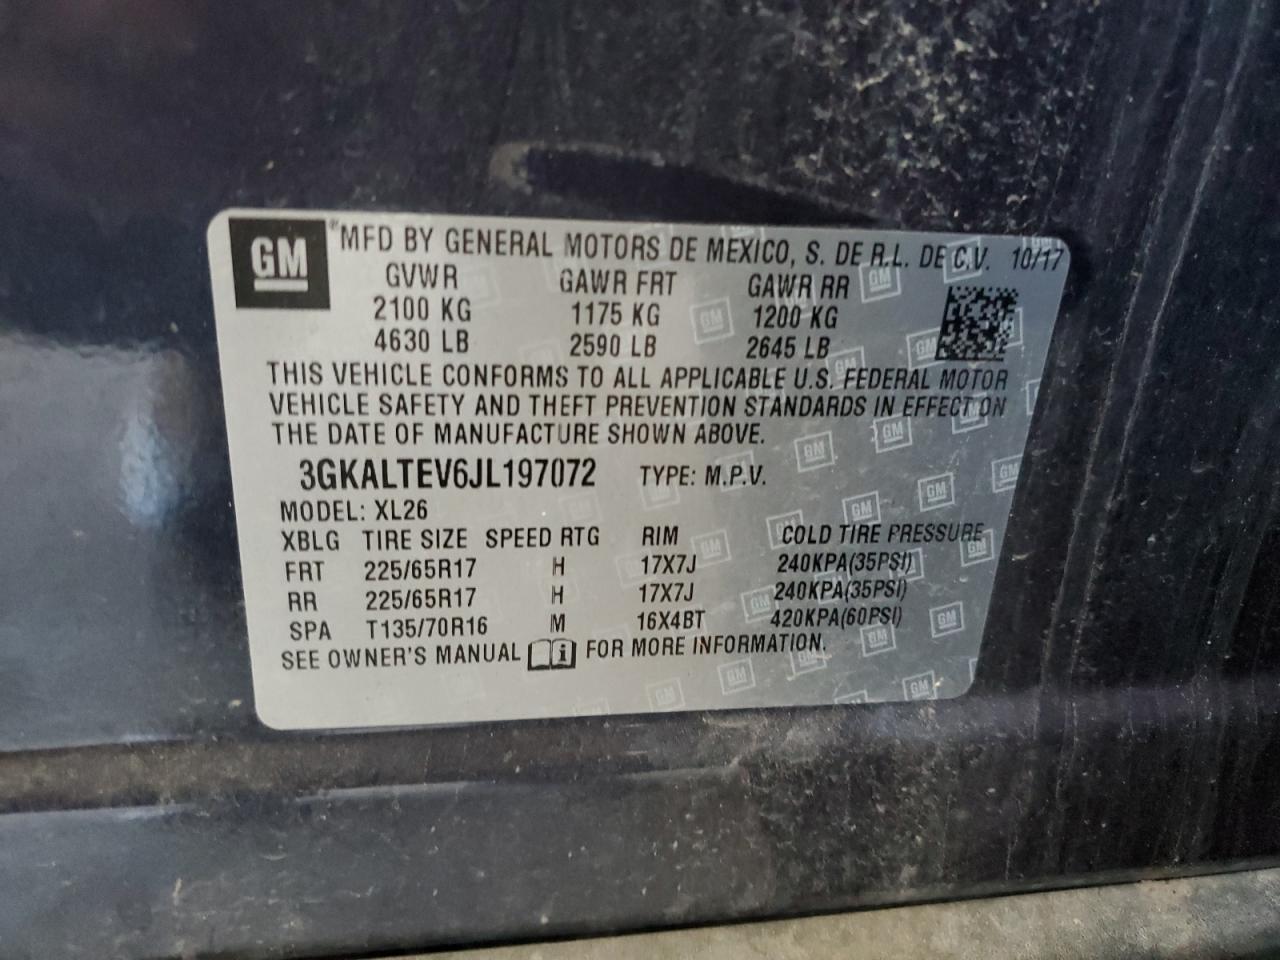 GM
MFD BY GENERAL MOTORS DE MEXICO, S. DE R.L. DE C.V. 10/17
GVWR GAWR FRT GAWR RR
2100 KG 1175 KG 1200 KG
4630 LB 2590 LB 2645 LB
THIS VEHICLE CONFORMS TO ALL APPLICABLE U.S. FEDERAL MOTOR
VEHICLE SAFETY AND THEFT PREVENTION STANDARDS IN EFFECT ON
THE DATE OF MANUFACTURE SHOWN ABOVE.
3GKALTEV6JL197072 TYPE: M.P.V.
MODEL: XL26
XBLG TIRE SIZE SPEED RTG RIM COLD TIRE PRESSURE
FRT 225/65R17 H 17X7J 240KPA(35PSI)
RR 225/65R17 H 17X7J 240KPA(35PSI)
SPA T135/70R16 M 16X4BT 420KPA(60PSI)
SEE OWNER'S MANUAL i FOR MORE INFORMATION.